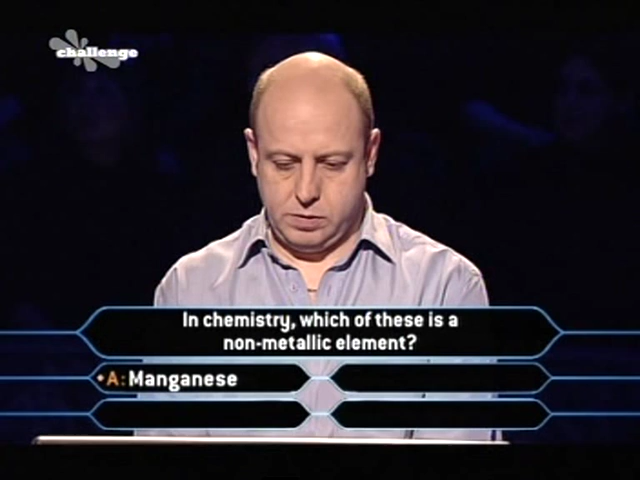 challenge
In chemistry, which of these is a
non-metallic element?
A: Manganese